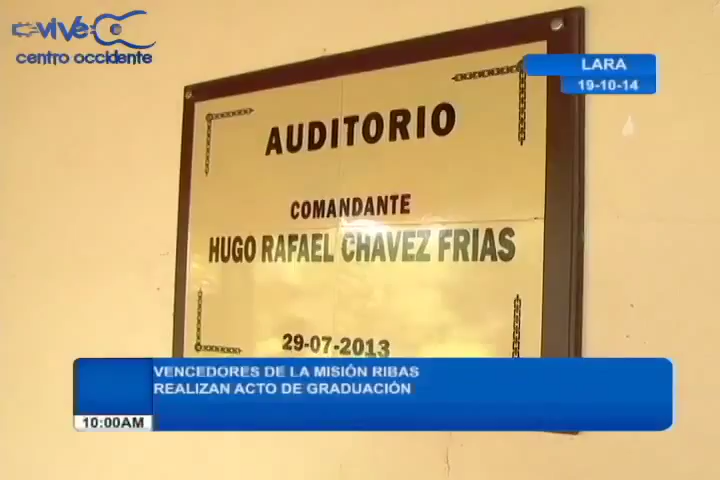 vive
centro occidente
LARA
19-10-14
AUDITORIO
COMANDANTE
HUGO RAFAEL CHAVEZ FRIAS
29-07-2013
VENCEDORES DE LA MISIÓN RIBAS
REALIZAN ACTO DE GRADUACIÓN
10:00AM